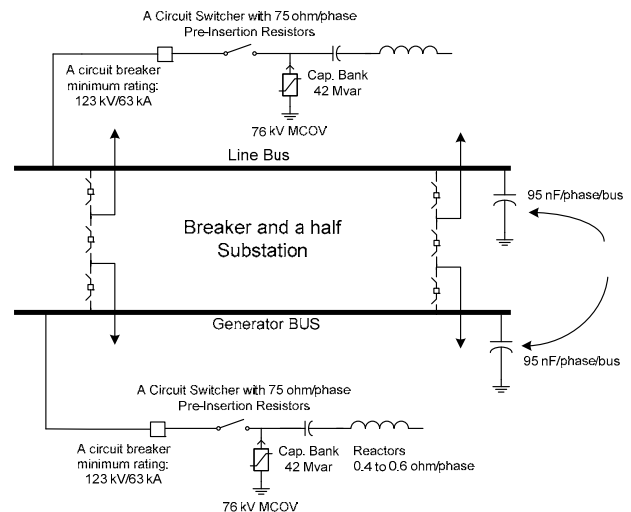 A Circuit Switcher with 75 ohm/phase
Pre-Insertion Resistors
A circuit breaker
minimum rating:
123 kV/63 kA
Cap. Bank
42 Mvar
76 kV MCOV
Line Bus
95 nF/phase/bus
Breaker and a half
Substation
Generator BUS
95 nF/phase/bus
A Circuit Switcher with 75 ohm/phase
Pre-Insertion Resistors
A circuit breaker
minimum rating:
123 kV/63 kA
Cap. Bank
42 Mvar
Reactors
0.4 to 0.6 ohm/phase
76 kV MCOV